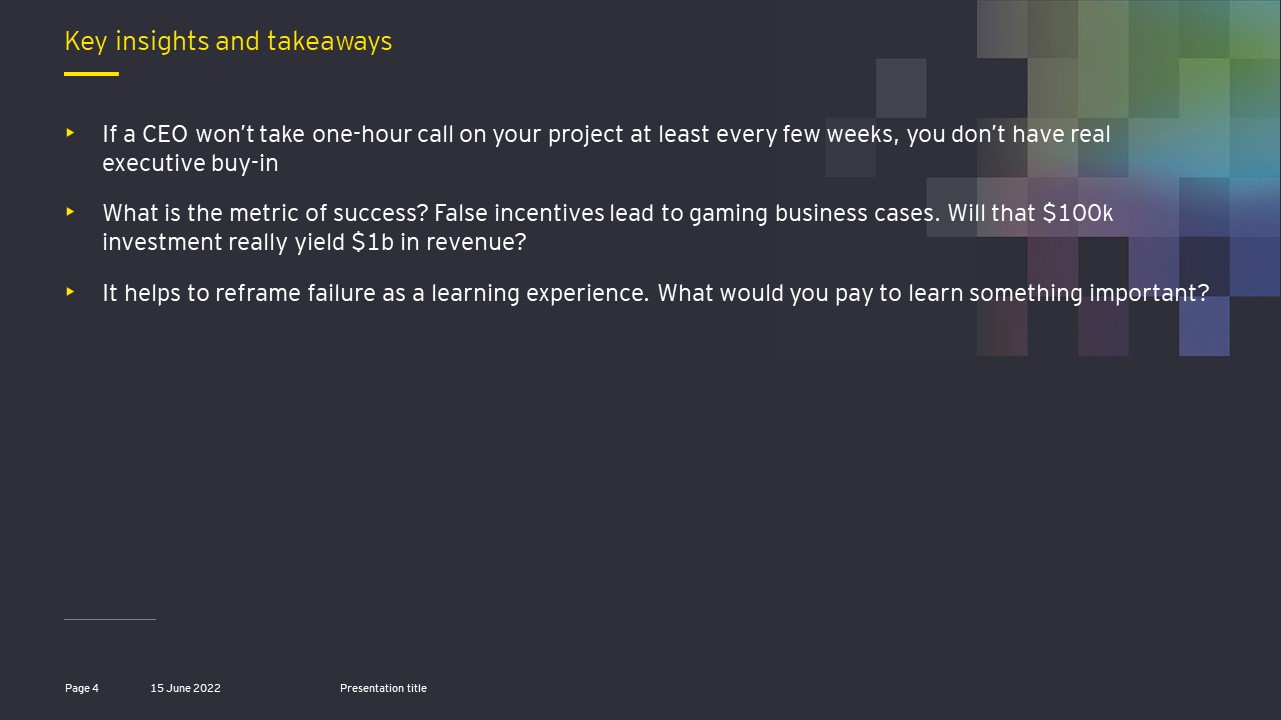 Key insights and takeaways
If a CEO won’t take one-hour call on your project at least every few weeks, you don’t have real
executive buy-in
What is the metric of success? False incentives lead to gaming business cases. Will that $100k
investment really yield $1b in revenue?
It helps to reframe failure as a learning experience. What would you pay to learn something important?
Page 4 15 June 2022 Presentation title